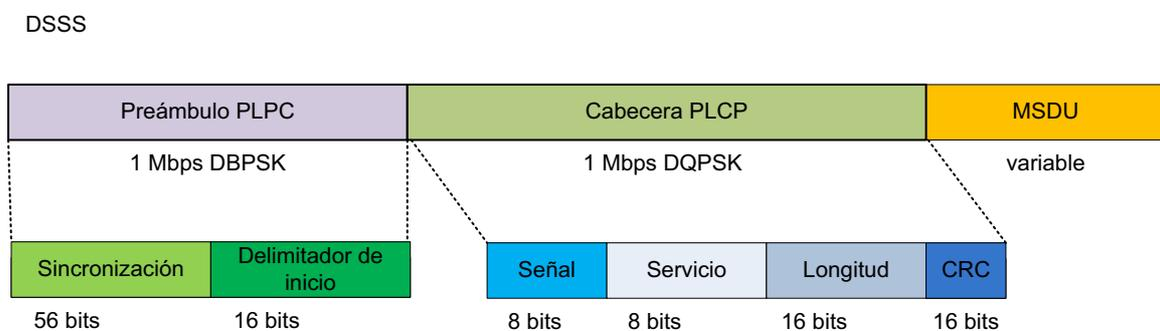 DSSS
Preámbulo PLPC
Cabecera PLCP
MSDU
1 Mbps DBPSK
1 Mbps DQPSK
variable
Sincronización
Delimitador de
inicio
Señal
Servicio
Longitud
CRC
56 bits
16 bits
8 bits
8 bits
16 bits
16 bits